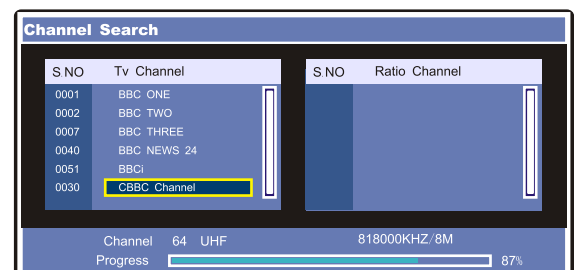 Channel Search
S.NO Tv Channel
0001 BBC ONE
0002 BBC TWO
0007 BBC THREE
0040 BBC NEWS 24
0051 BBCi
0030 CBBC Channel
S.NO Ratio Channel
Channel 64 UHF 818000KHZ/8M
Progress 87%